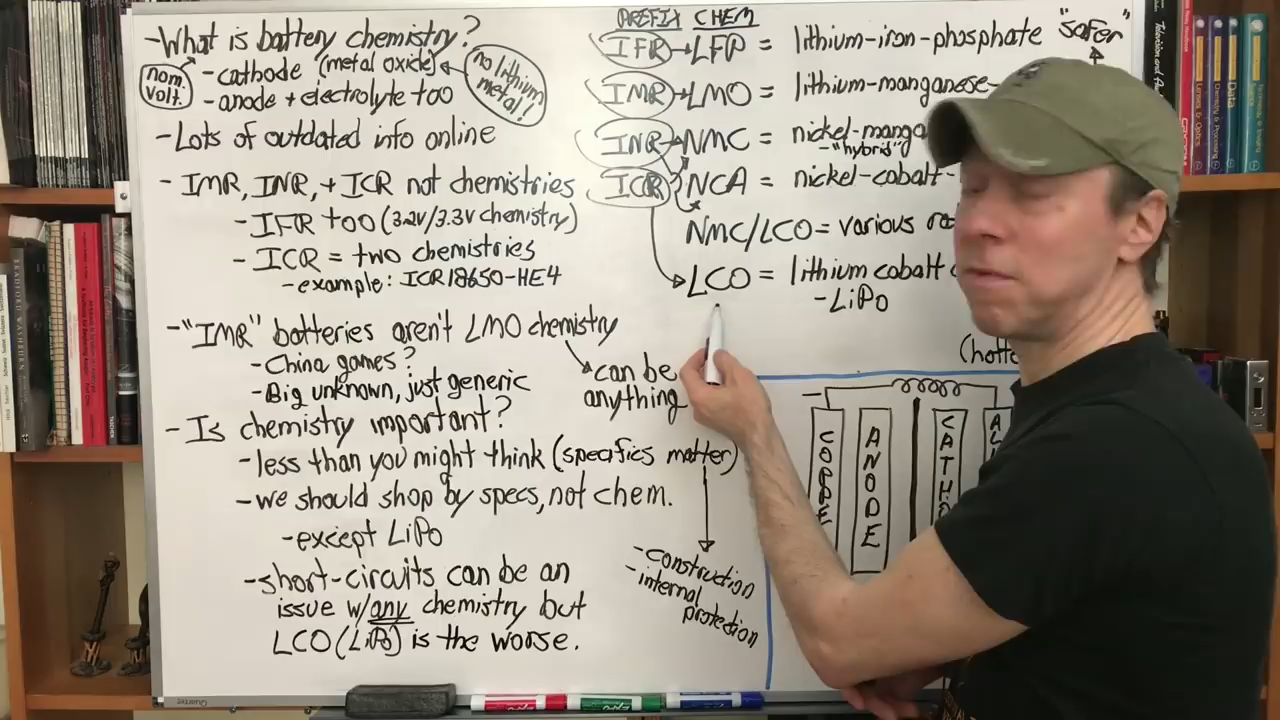 -What is battery chemistry?
nom. volt.
-cathode (metal oxide)
no lithium metal!
-anode + electrolyte too
-Lots of outdated info online
- IMR, INR, + ICR not chemistries
- IFR too (3.2V/3.3V chemistry)
- ICR = two chemistries
- example: ICR18650-HE4
-"IMR" batteries aren't LMO chemistry
can be anything
-China games?
-Big unknown, just generic
- Is chemistry important?
-less than you might think (specifics matter)
-construction
-internal protection
-we should shop by specs, not chem.
-except LiPo
-short-circuits can be an
issue w/any chemistry but
LCO (LiPo) is the worse.
PREFIX CHEM
IFR → LFP = lithium-iron-phosphate "safer"
IMR → LMO = lithium-manganese-
INR → NMC = nickel-manga
-"hybrid"
ICR NCA = nickel-cobalt-
NMC/LCO = various
LCO = lithium cobalt
-LiPo
(hotte
-
ANODE
CATHO
Quartet
Lenses & Optics
Data